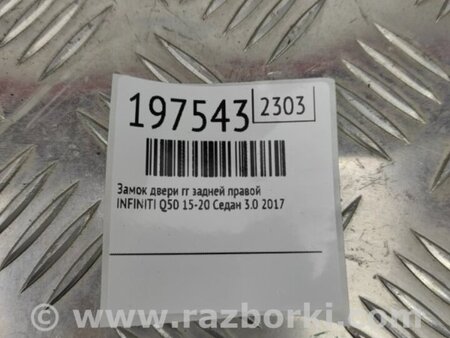 197543 2303
Замок двери rr задней правой
INFINITI Q50 15-20 Седан 3.0 2017
www.razborki.com